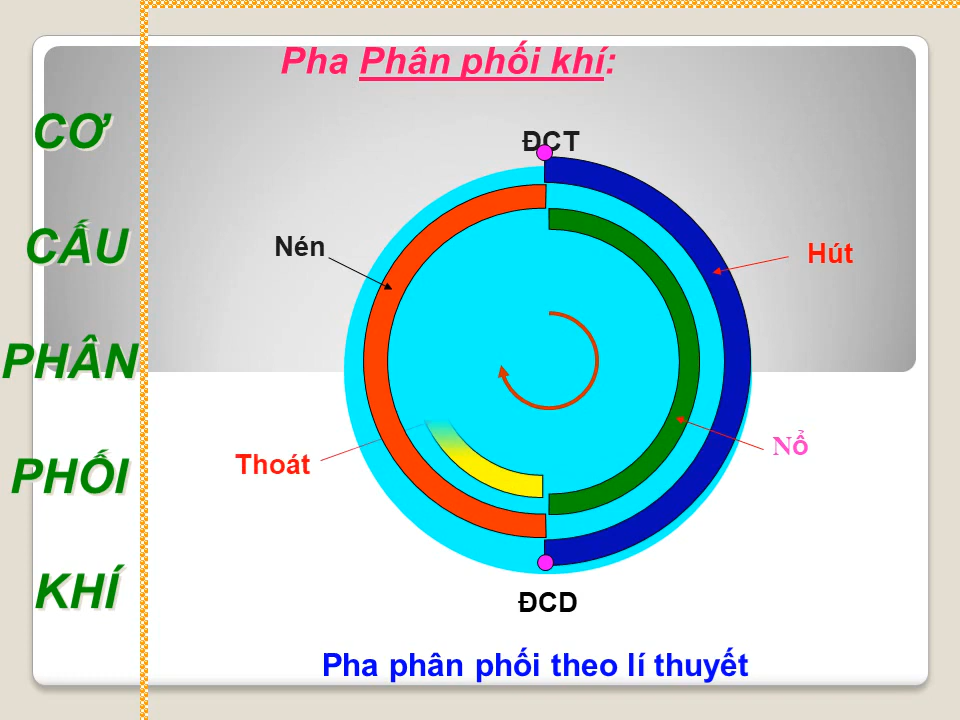 Pha Phân phối khí:
CƠ
CẤU
PHÂN
PHỐI
KHÍ
ĐCT
Nén
Hút
Nổ
Thoát
ĐCD
Pha phân phối theo lí thuyết